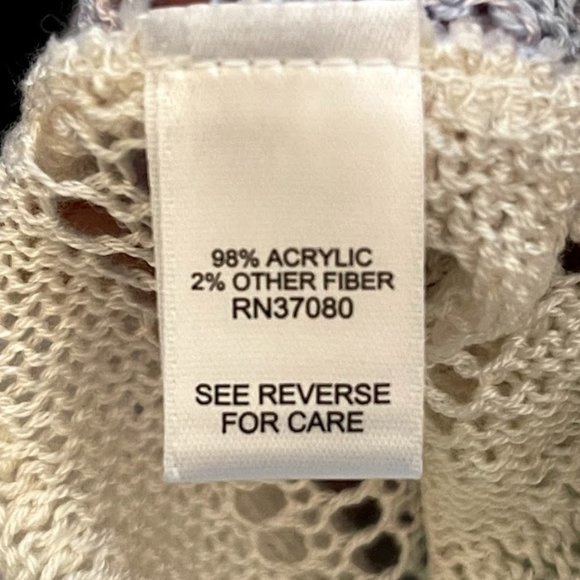 98% ACRYLIC
2% OTHER FIBER
RN37080
SEE REVERSE
FOR CARE